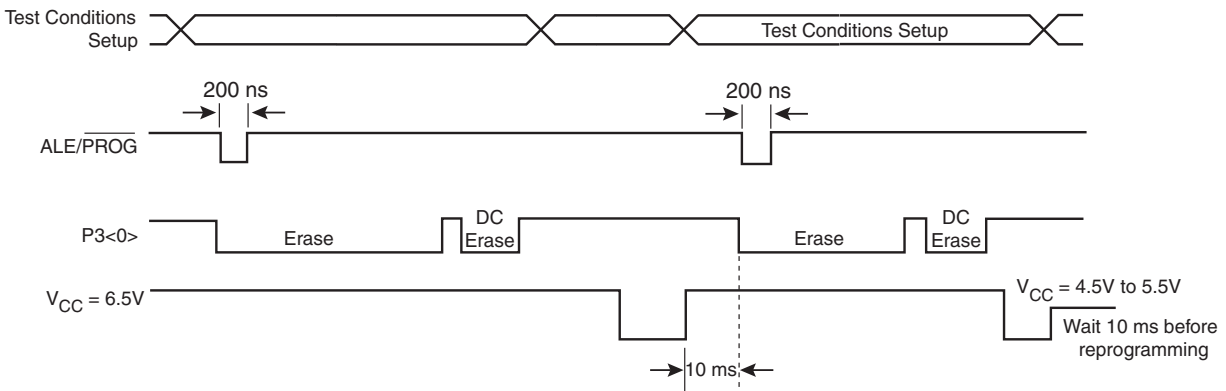 Test Conditions
Setup
Test Conditions Setup
200 ns
200 ns
ALE/PROG
P3<0>
Erase
DC
Erase
Erase
DC
Erase
VCC = 6.5V
VCC = 4.5V to 5.5V
Wait 10 ms before
reprogramming
10 ms